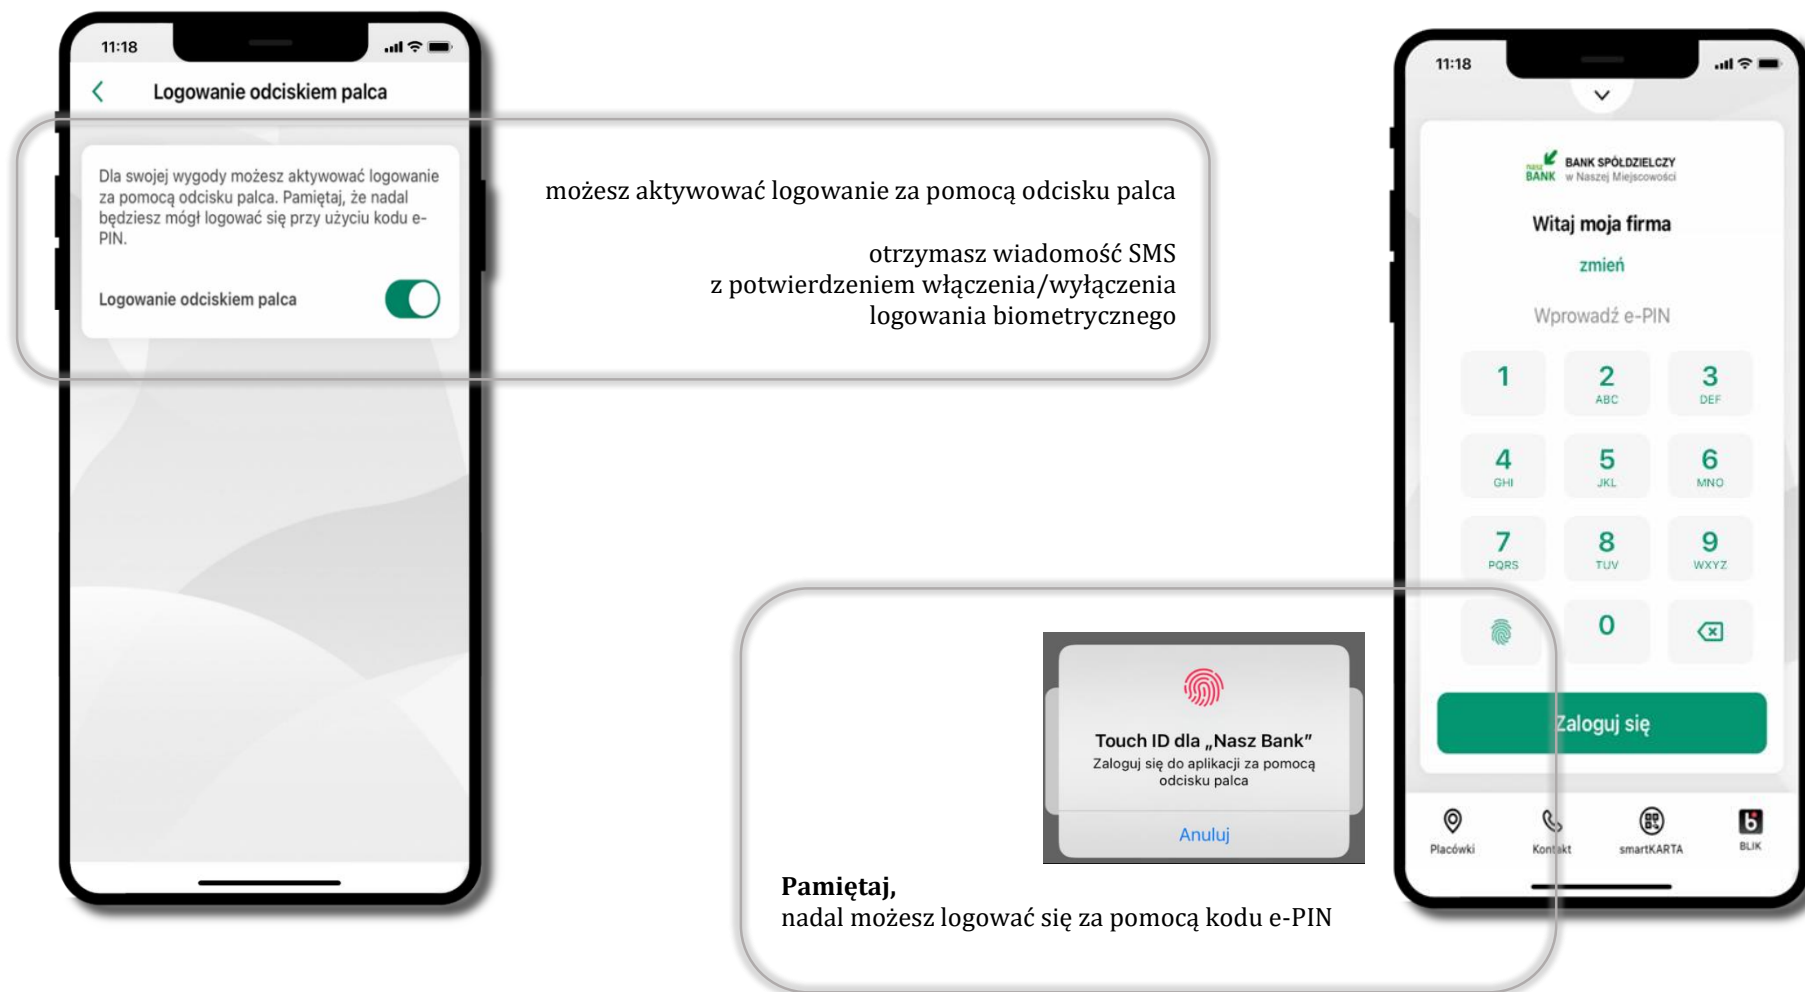 11:18
Logowanie odciskiem palca
Dla swojej wygody możesz aktywować logowanie
za pomocą odcisku palca. Pamiętaj, że nadal
będziesz mógł logować się przy użyciu kodu e-
PIN.
Logowanie odciskiem palca
możesz aktywować logowanie za pomocą odcisku palca
otrzymasz wiadomość SMS
z potwierdzeniem włączenia/wyłączenia
logowania biometrycznego
11:18
nasz
BANK
BANK SPÓŁDZIELCZY
w Naszej Miejscowości
Witaj moja firma
zmień
Wprowadź e-PIN
1 2 3
ABC DEF
4 5 6
GHI JKL MNO
7 8 9
PQRS TUV WXYZ
0
Zaloguj się
Placówki Kontakt smartKARTA BLIK
Touch ID dla „Nasz Bank”
Zaloguj się do aplikacji za pomocą
odcisku palca
Anuluj
Pamiętaj,
nadal możesz logować się za pomocą kodu e-PIN